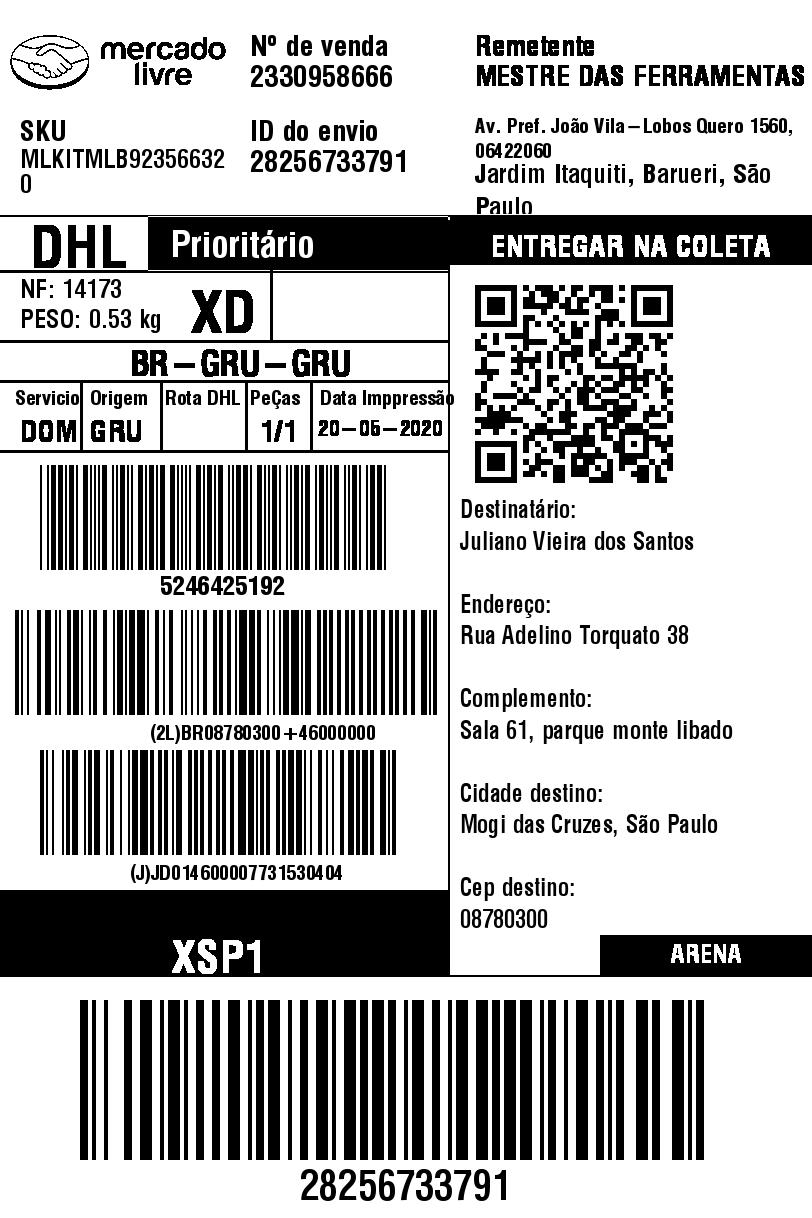 mercado
livre
Nº de venda
2330958666
Remetente
MESTRE DAS FERRAMENTAS
SKU
MLKITMLB92356632
0
ID do envio
28256733791
Av. Pref. João Vila – Lobos Quero 1560,
06422060
Jardim Itaquiti, Barueri, São
Paulo
DHL
Prioritário
ENTREGAR NA COLETA
NF: 14173
PESO: 0.53 kg
XD
BR – GRU – GRU
Servicio Origem Rota DHL PeÇas Data Imppressão
DOM GRU 1/1 20-05-2020
5246425192
(2L)BR08780300+46000000
(J)JD014600007731530404
XSP1
Destinatário:
Juliano Vieira dos Santos
Endereço:
Rua Adelino Torquato 38
Complemento:
Sala 61, parque monte libado
Cidade destino:
Mogi das Cruzes, São Paulo
Cep destino:
08780300
ARENA
28256733791